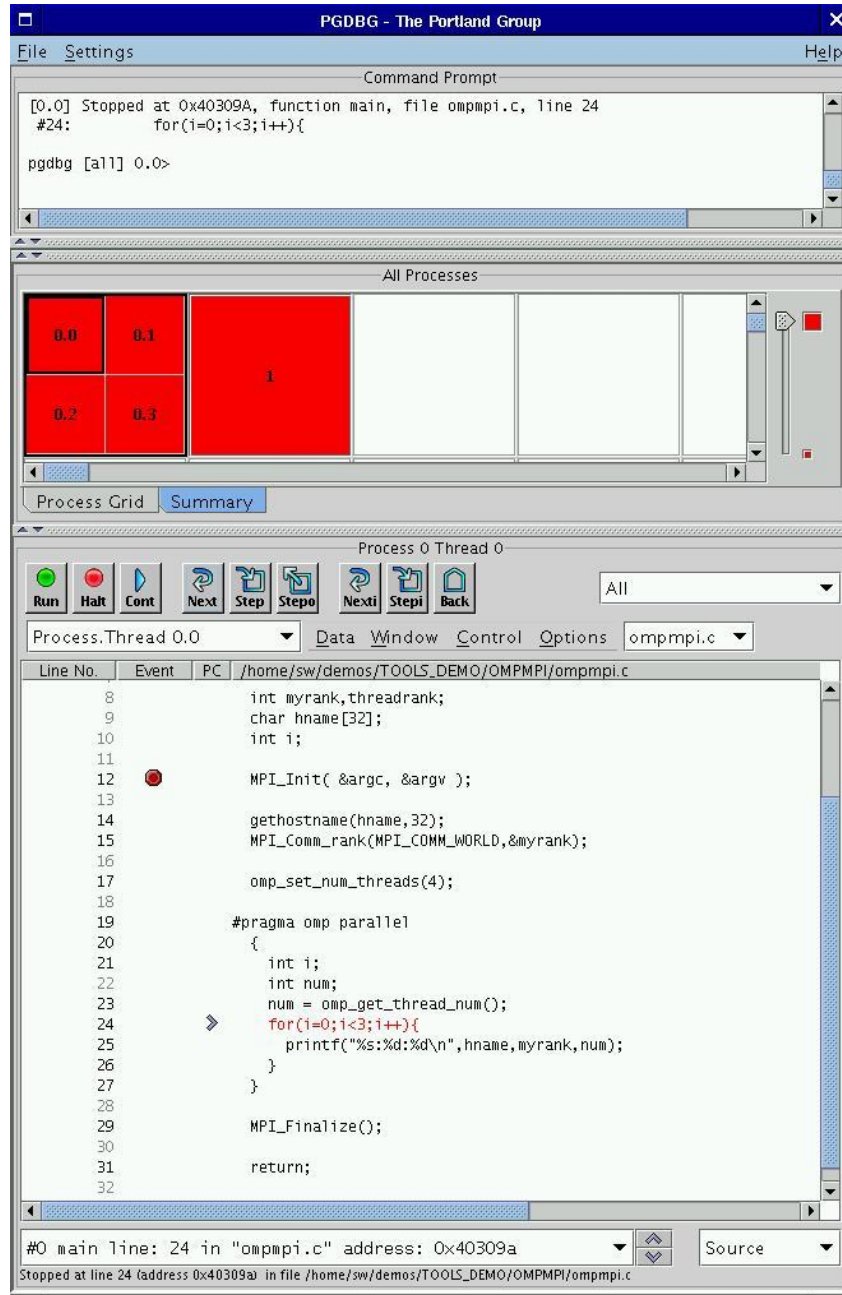 PGDBG - The Portland Group
File Settings Help
Command Prompt
[0.0] Stopped at 0x40309A, function main, file ompmpi.c, line 24
#24: for(i=0;i<3;i++){
pgdbg [all] 0.0>
All Processes
0.0 0.1
1
0.2 0.3
Process Grid Summary
Process 0 Thread 0
Run Halt Cont Next Step Stepo Nexti Stepi Back All
Process.Thread 0.0 Data Window Control Options ompmpi.c
Line No. Event PC /home/sw/demos/TOOLS_DEMO/OMPMPI/ompmpi.c
8 int myrank,threadrank;
9 char hname[32];
10 int i;
11
12 MPI_Init( &argc, &argv );
13
14 gethostname(hname,32);
15 MPI_Comm_rank(MPI_COMM_WORLD,&myrank);
16
17 omp_set_num_threads(4);
18
19 #pragma omp parallel
20 {
21 int i;
22 int num;
23 num = omp_get_thread_num();
24 for(i=0;i<3;i++){
25 printf("%s:%d:%d\n",hname,myrank,num);
26 }
27 }
28
29 MPI_Finalize();
30
31 return;
32
#0 main line: 24 in "ompmpi.c" address: 0x40309a Source
Stopped at line 24 (address 0x40309a) in file /home/sw/demos/TOOLS_DEMO/OMPMPI/ompmpi.c